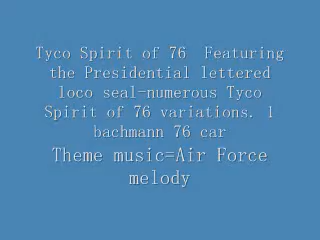 Tyco Spirit of 76  Featuring
the Presidential lettered
loco seal-numerous Tyco
Spirit of 76 variations. 1
bachmann 76 car
Theme music=Air Force
melody